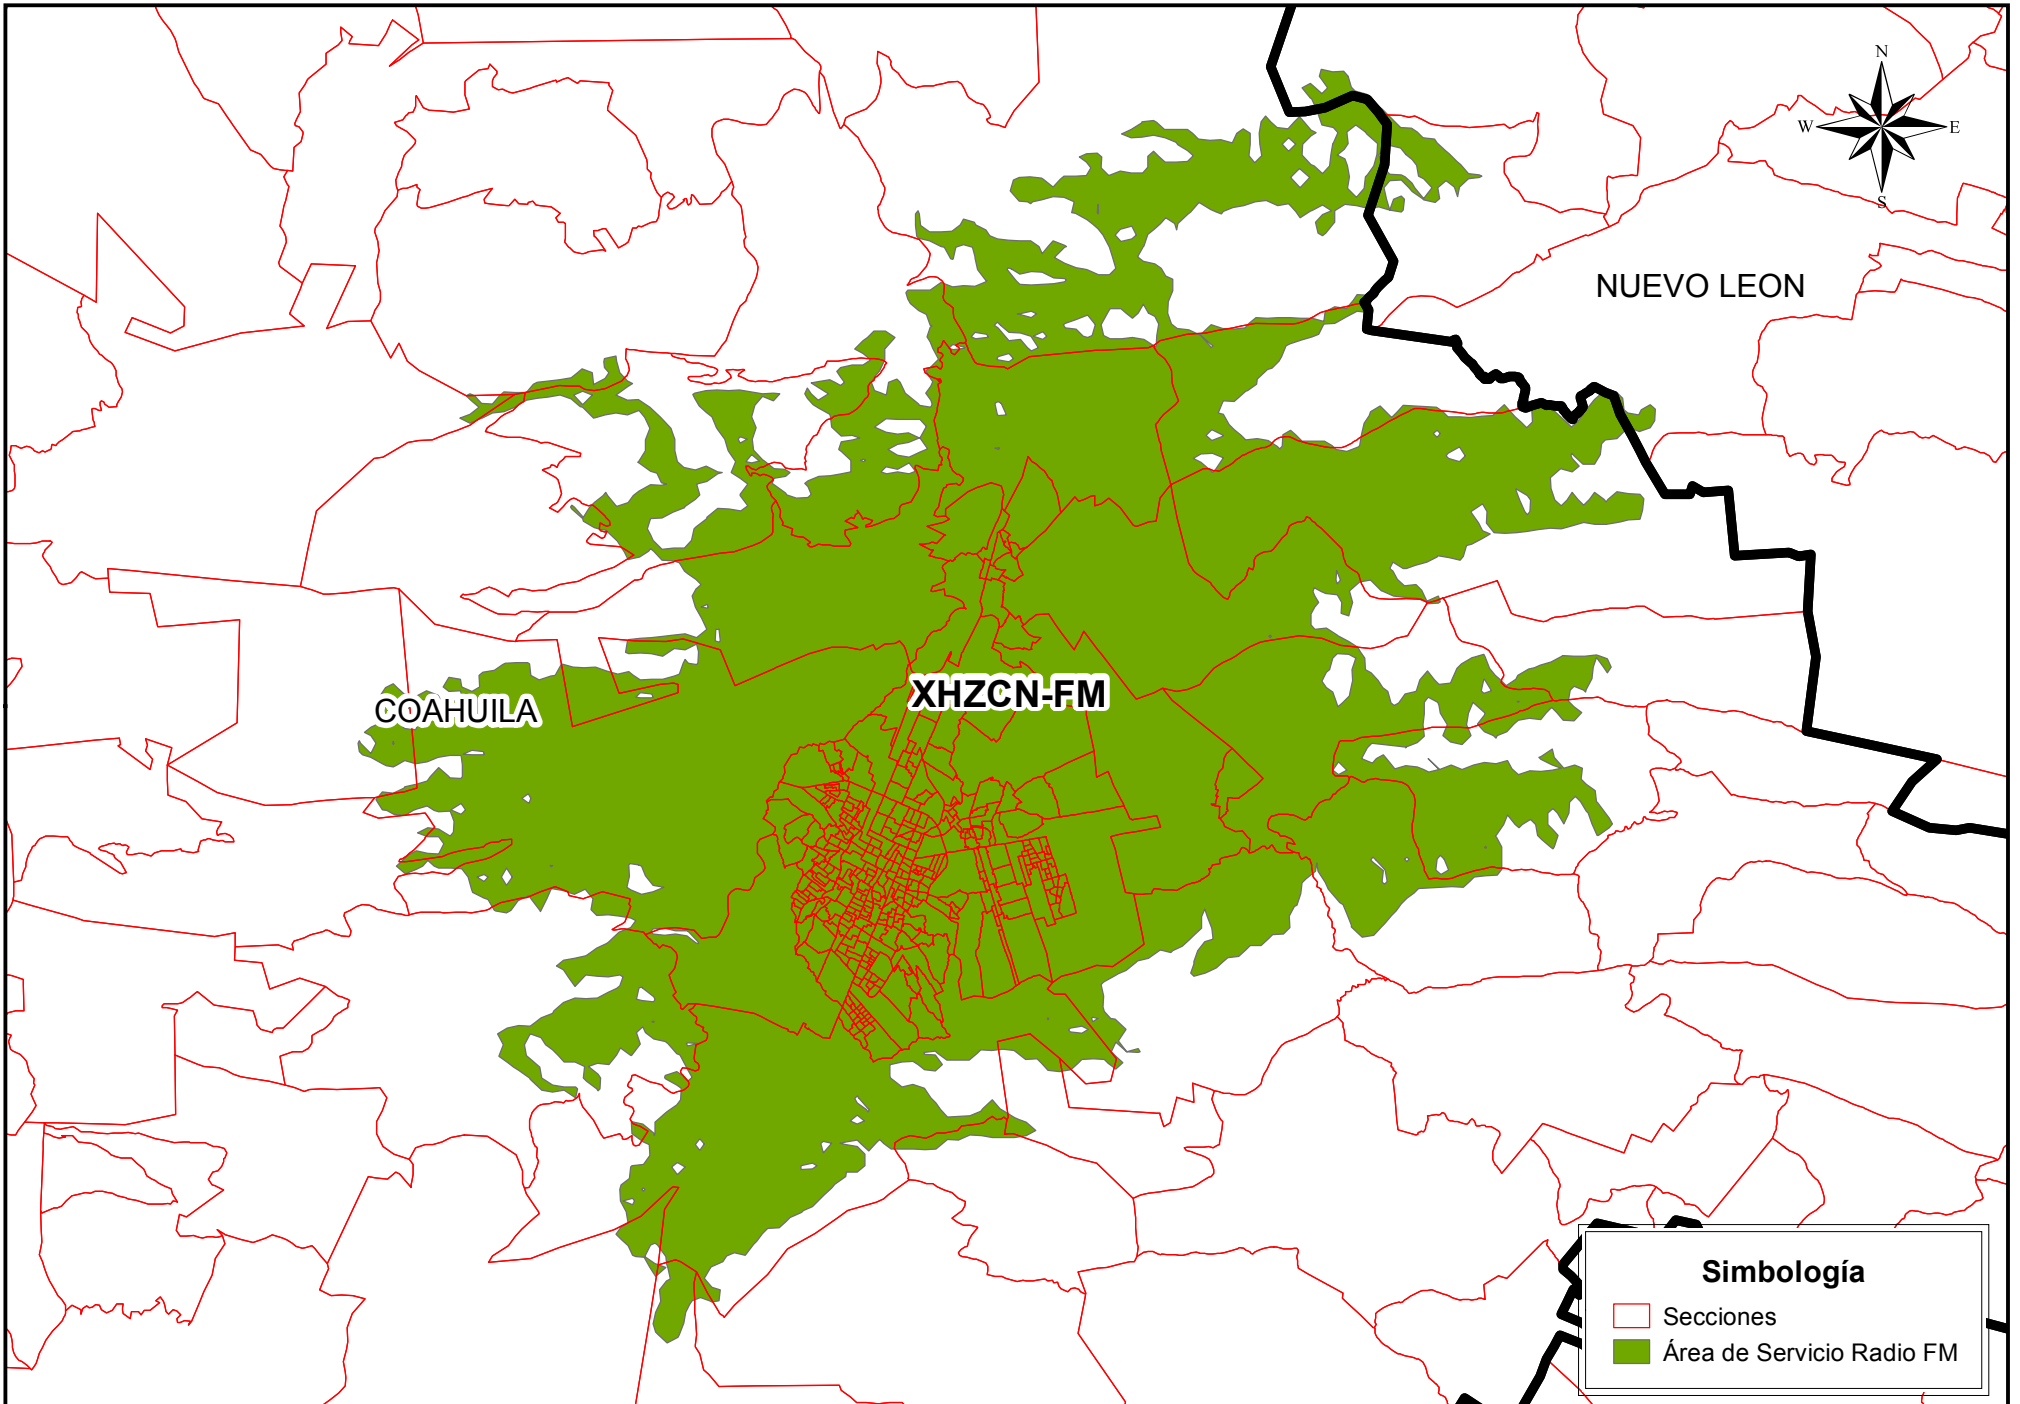 N
W E
S
NUEVO LEON
COAHUILA
XHZCN-FM
Simbología
Secciones
Área de Servicio Radio FM